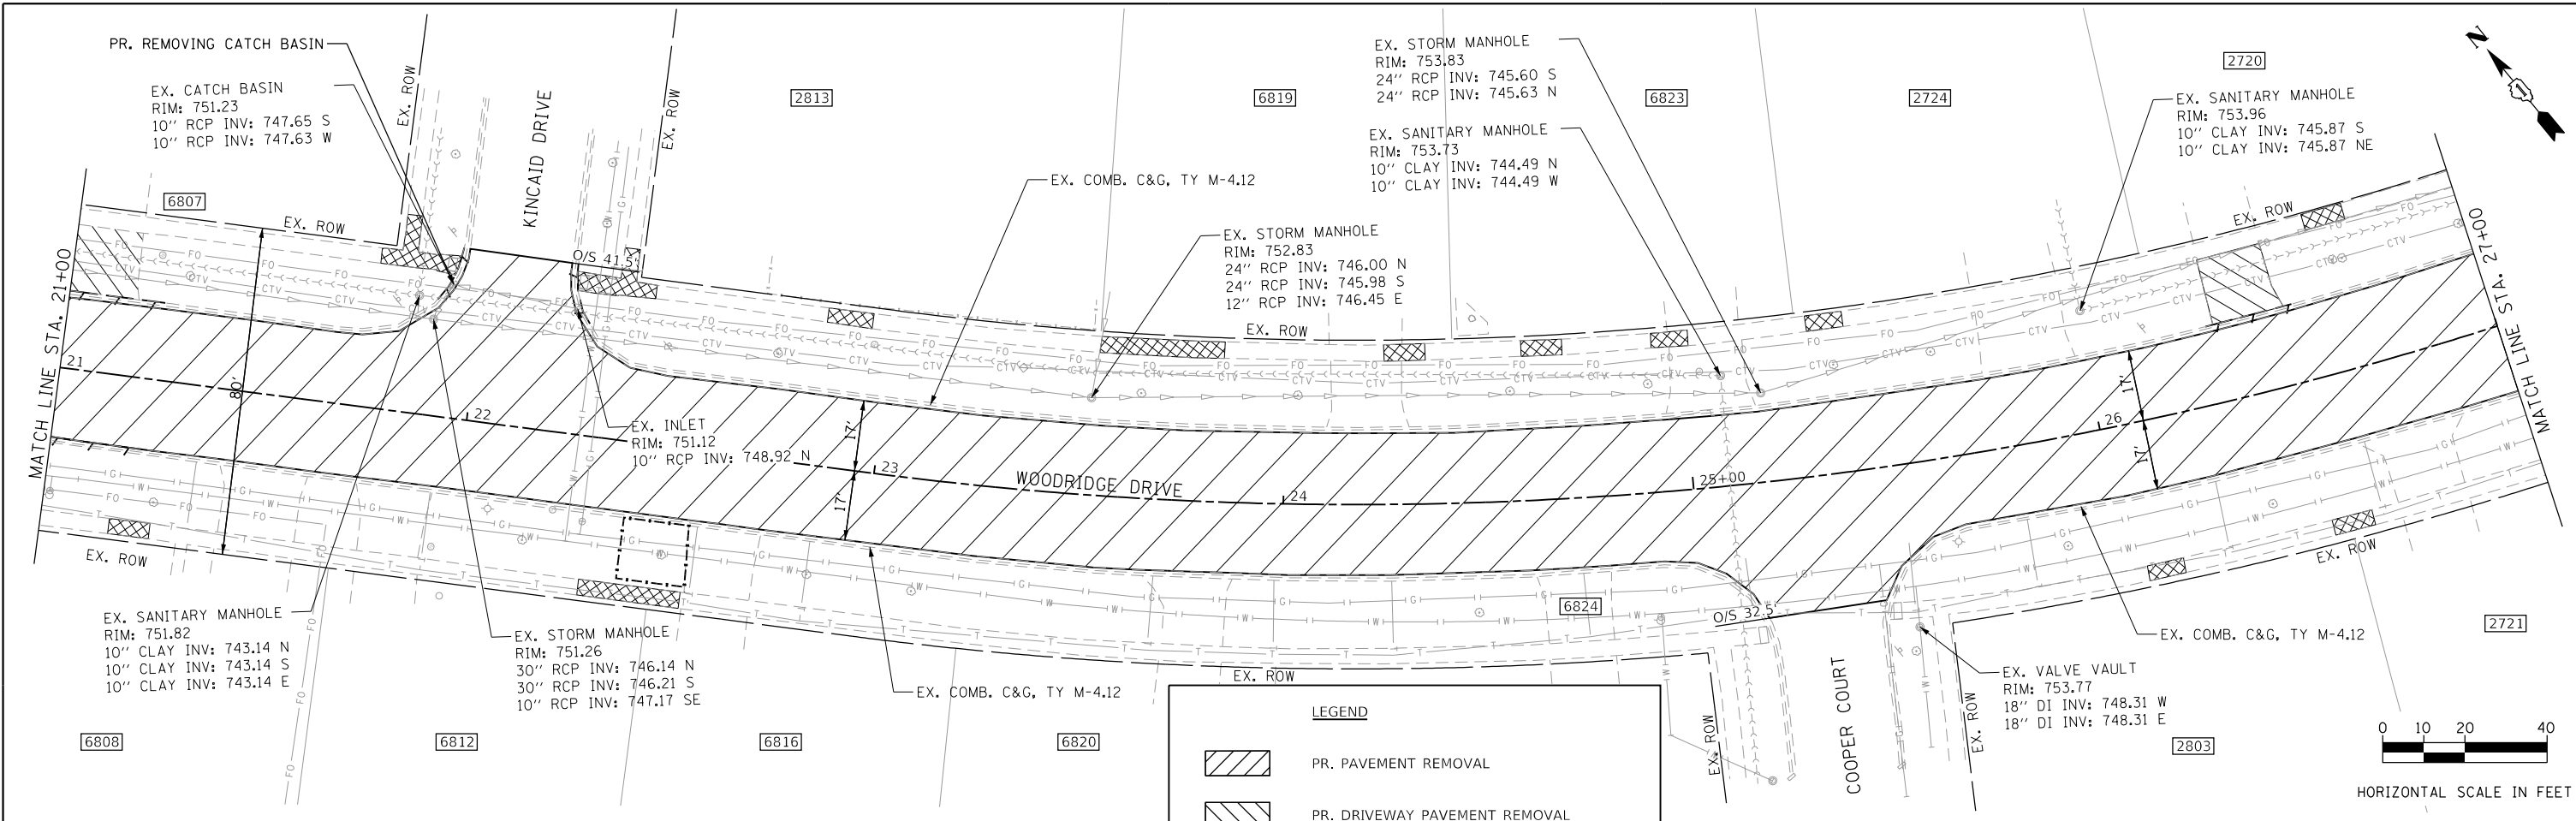 PR. REMOVING CATCH BASIN
EX. CATCH BASIN
RIM: 751.23
10'' RCP INV: 747.65 S
10'' RCP INV: 747.63 W
EX. ROW
KINCAID DRIVE
EX. ROW
2813
6819
EX. STORM MANHOLE
RIM: 753.83
24'' RCP INV: 745.60 S
24'' RCP INV: 745.63 N
6823
2724
2720
N
1
EX. SANITARY MANHOLE
RIM: 753.96
10'' CLAY INV: 745.87 S
10'' CLAY INV: 745.87 NE
EX. SANITARY MANHOLE
RIM: 753.73
10'' CLAY INV: 744.49 N
10'' CLAY INV: 744.49 W
EX. COMB. C&G, TY M-4.12
6807
EX. ROW
O/S 41.5'
EX. STORM MANHOLE
RIM: 752.83
24'' RCP INV: 746.00 N
24'' RCP INV: 745.98 S
12'' RCP INV: 746.45 E
EX. ROW
EX. ROW
MATCH LINE STA. 21+00
MATCH LINE STA. 27+00
21
80'
22
EX. INLET
RIM: 751.12
10'' RCP INV: 748.92 N
17'
17'
23
WOODRIDGE DRIVE
24
25+00
26
17'
17'
EX. ROW
EX. SANITARY MANHOLE
RIM: 751.82
10'' CLAY INV: 743.14 N
10'' CLAY INV: 743.14 S
10'' CLAY INV: 743.14 E
EX. STORM MANHOLE
RIM: 751.26
30'' RCP INV: 746.14 N
30'' RCP INV: 746.21 S
10'' RCP INV: 747.17 SE
EX. COMB. C&G, TY M-4.12
EX. ROW
6824
O/S 32.5'
EX. ROW
COOPER COURT
EX. ROW
EX. ROW
EX. COMB. C&G, TY M-4.12
2721
EX. VALVE VAULT
RIM: 753.77
18'' DI INV: 748.31 W
18'' DI INV: 748.31 E
6808
6812
6816
6820
2803
LEGEND
PR. PAVEMENT REMOVAL
PR. DRIVEWAY PAVEMENT REMOVAL
0 10 20 40
HORIZONTAL SCALE IN FEET